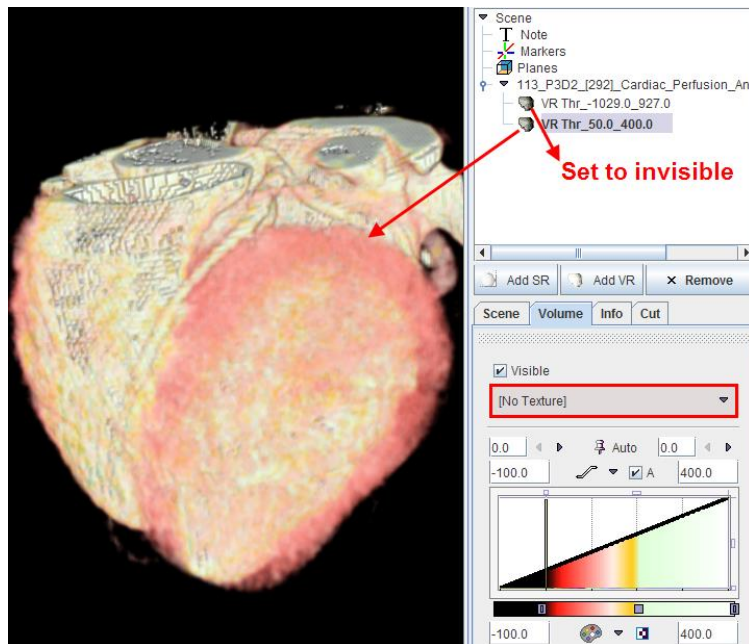 Scene
Note
Markers
Planes
113_P3D2_[292]_Cardiac_Perfusion_An
VR Thr_-1029.0_927.0
VR Thr_50.0_400.0
Set to invisible
Add SR Add VR × Remove
Scene Volume Info Cut
Visible
[No Texture]
0.0 Auto 0.0
-100.0 A 400.0
-100.0 400.0